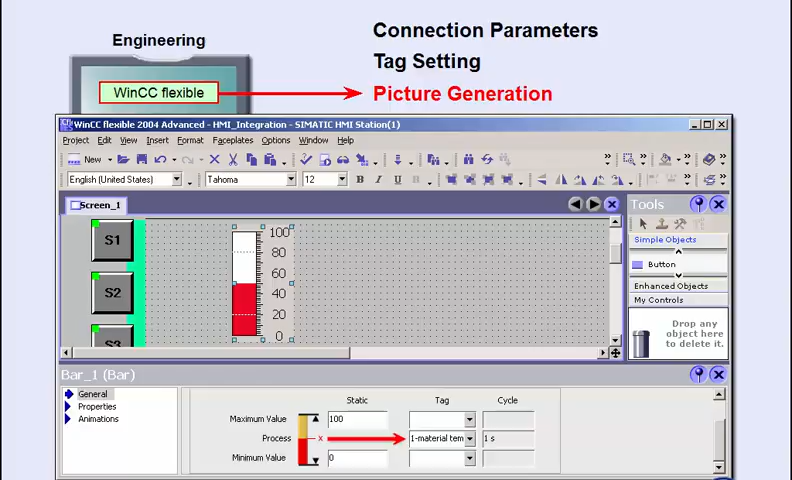 Connection Parameters
Engineering
Tag Setting
WinCC flexible
Picture Generation
WinCC flexible 2004 Advanced - HMI_Integration - SIMATIC HMI Station(1)
Project Edit View Insert Format Faceplates Options Window Help
New
English (United States) Tahoma 12 B I U A
Screen_1
Tools
S1
100
80
60
40
20
0
S2
S3
Simple Objects
Button
Enhanced Objects
My Controls
Drop any
object here
to delete it.
Bar_1 (Bar)
General
Properties
Animations
Static Tag Cycle
Maximum Value 100
Process x 1-material tem 1 s
Minimum Value 0